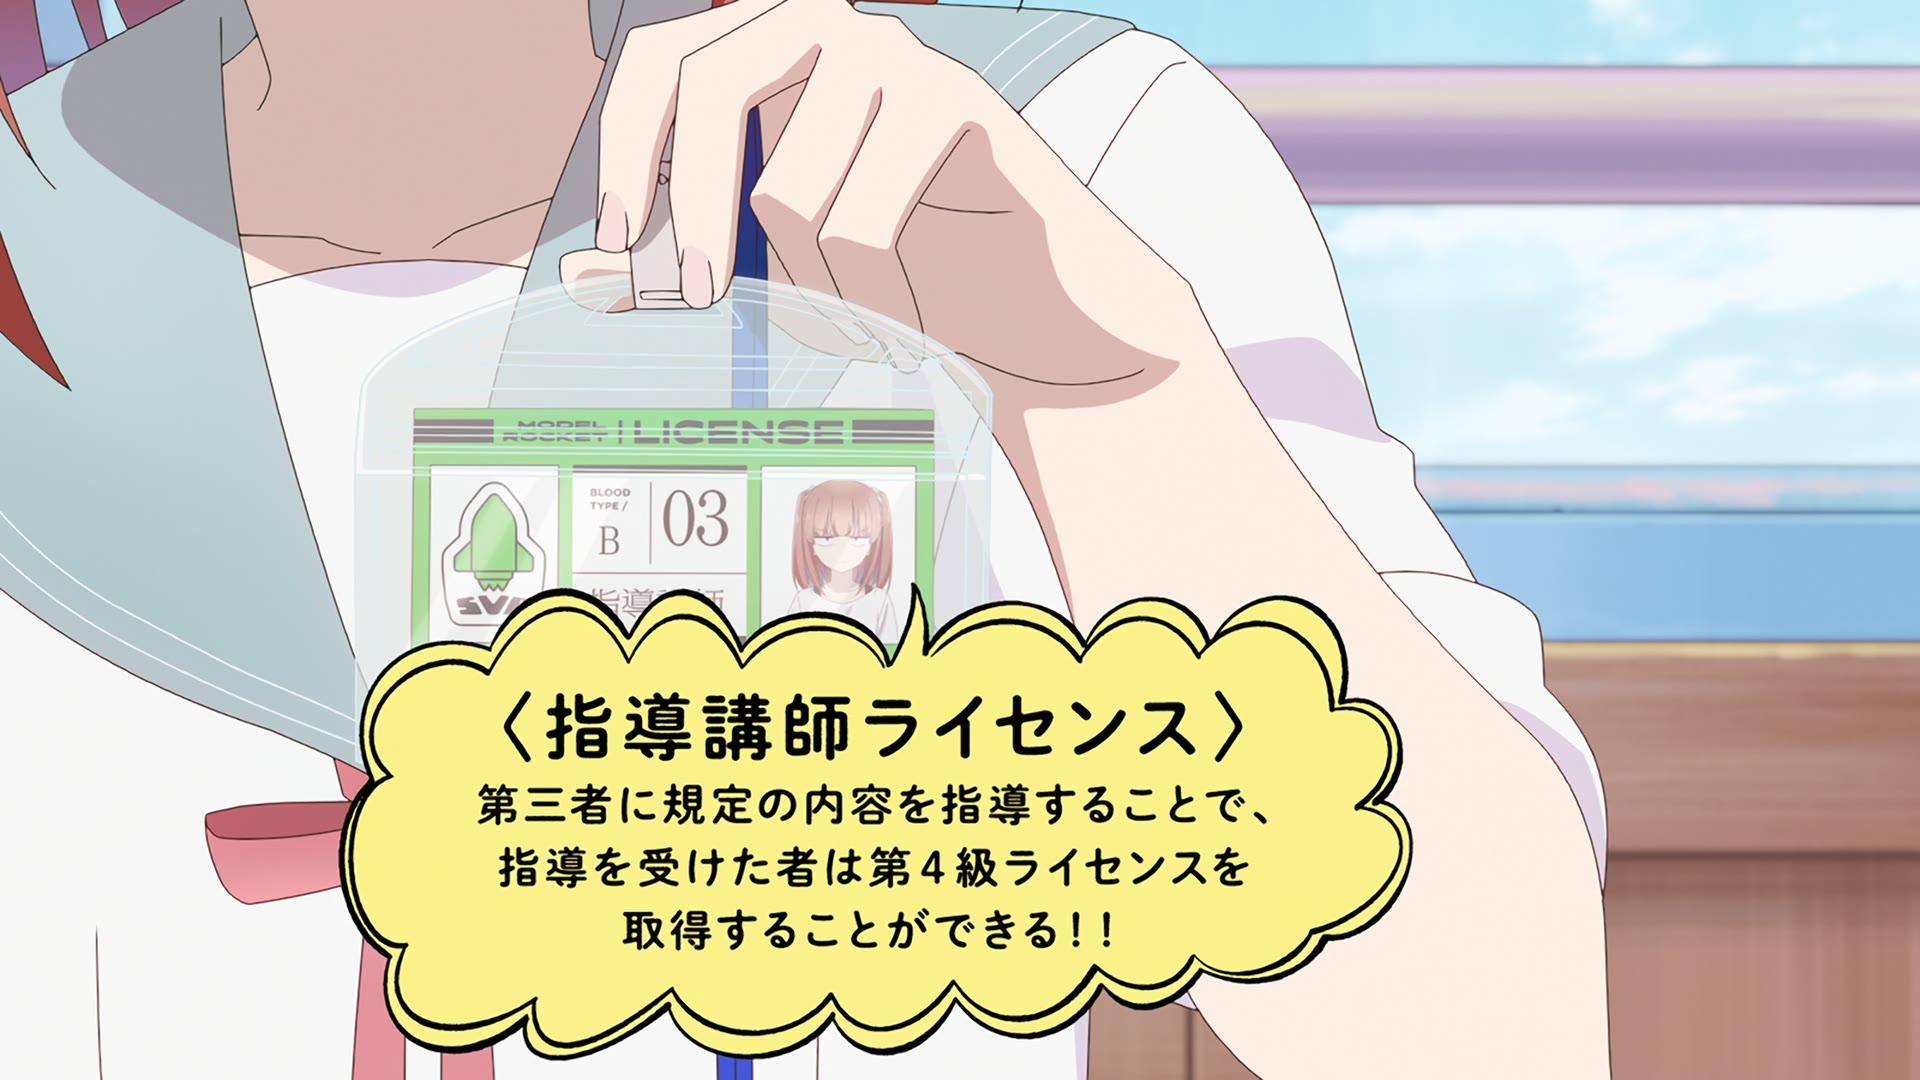 MODEL
ROCKET
LICENSE
BLOOD
TYPE /
B
03
〈指導講師ライセンス〉
第三者に規定の内容を指導することで、
指導を受けた者は第4級ライセンスを
取得することができる!!